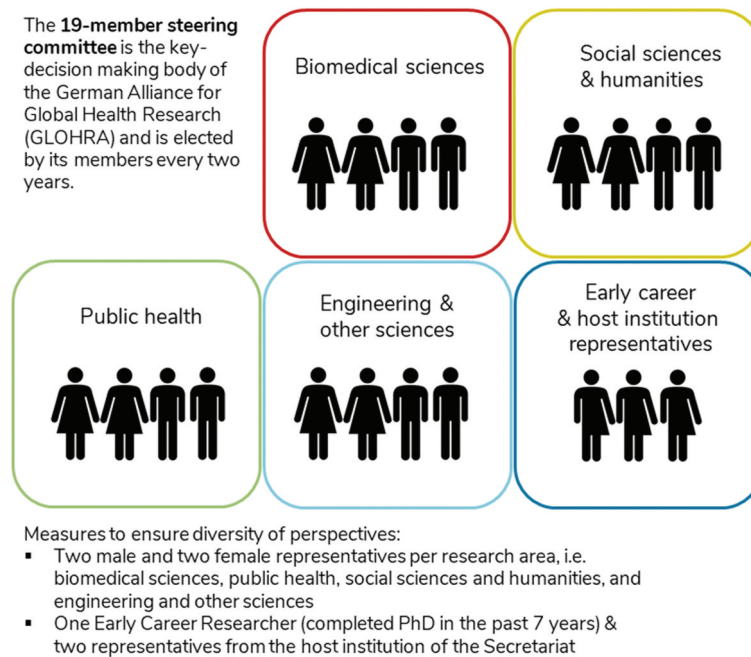 The 19-member steering
committee is the key-
decision making body of
the German Alliance for
Global Health Research
(GLOHRA) and is elected
by its members every two
years.
Biomedical sciences
Social sciences
& humanities
Public health
Engineering &
other sciences
Early career
& host institution
representatives
Measures to ensure diversity of perspectives:
▪ Two male and two female representatives per research area, i.e.
biomedical sciences, public health, social sciences and humanities, and
engineering and other sciences
▪ One Early Career Researcher (completed PhD in the past 7 years) &
two representatives from the host institution of the Secretariat